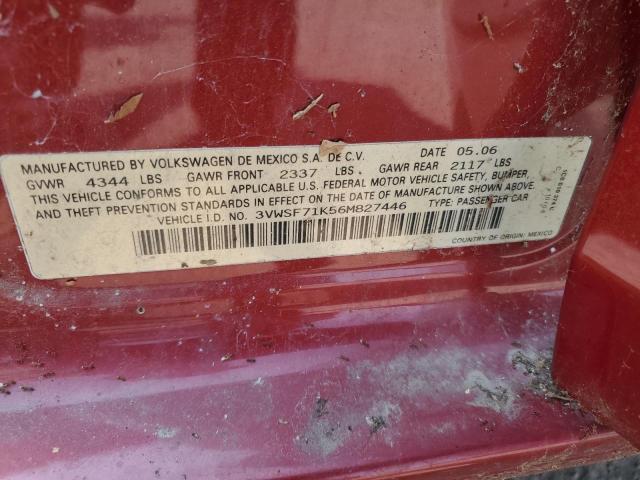 MANUFACTURED BY VOLKSWAGEN DE MEXICO S.A. DE C.V. DATE 05.06
GVWR 4344 LBS GAWR FRONT 2337 LBS GAWR REAR 2117 LBS
THIS VEHICLE CONFORMS TO ALL APPLICABLE U.S. FEDERAL MOTOR VEHICLE SAFETY, BUMPER,
AND THEFT PREVENTION STANDARDS IN EFFECT ON THE DATE OF MANUFACTURE SHOWN ABOVE.
VEHICLE I.D. NO. 3VWSF71K56M827446 TYPE: PASSENGER CAR
COUNTRY OF ORIGIN: MEXICO